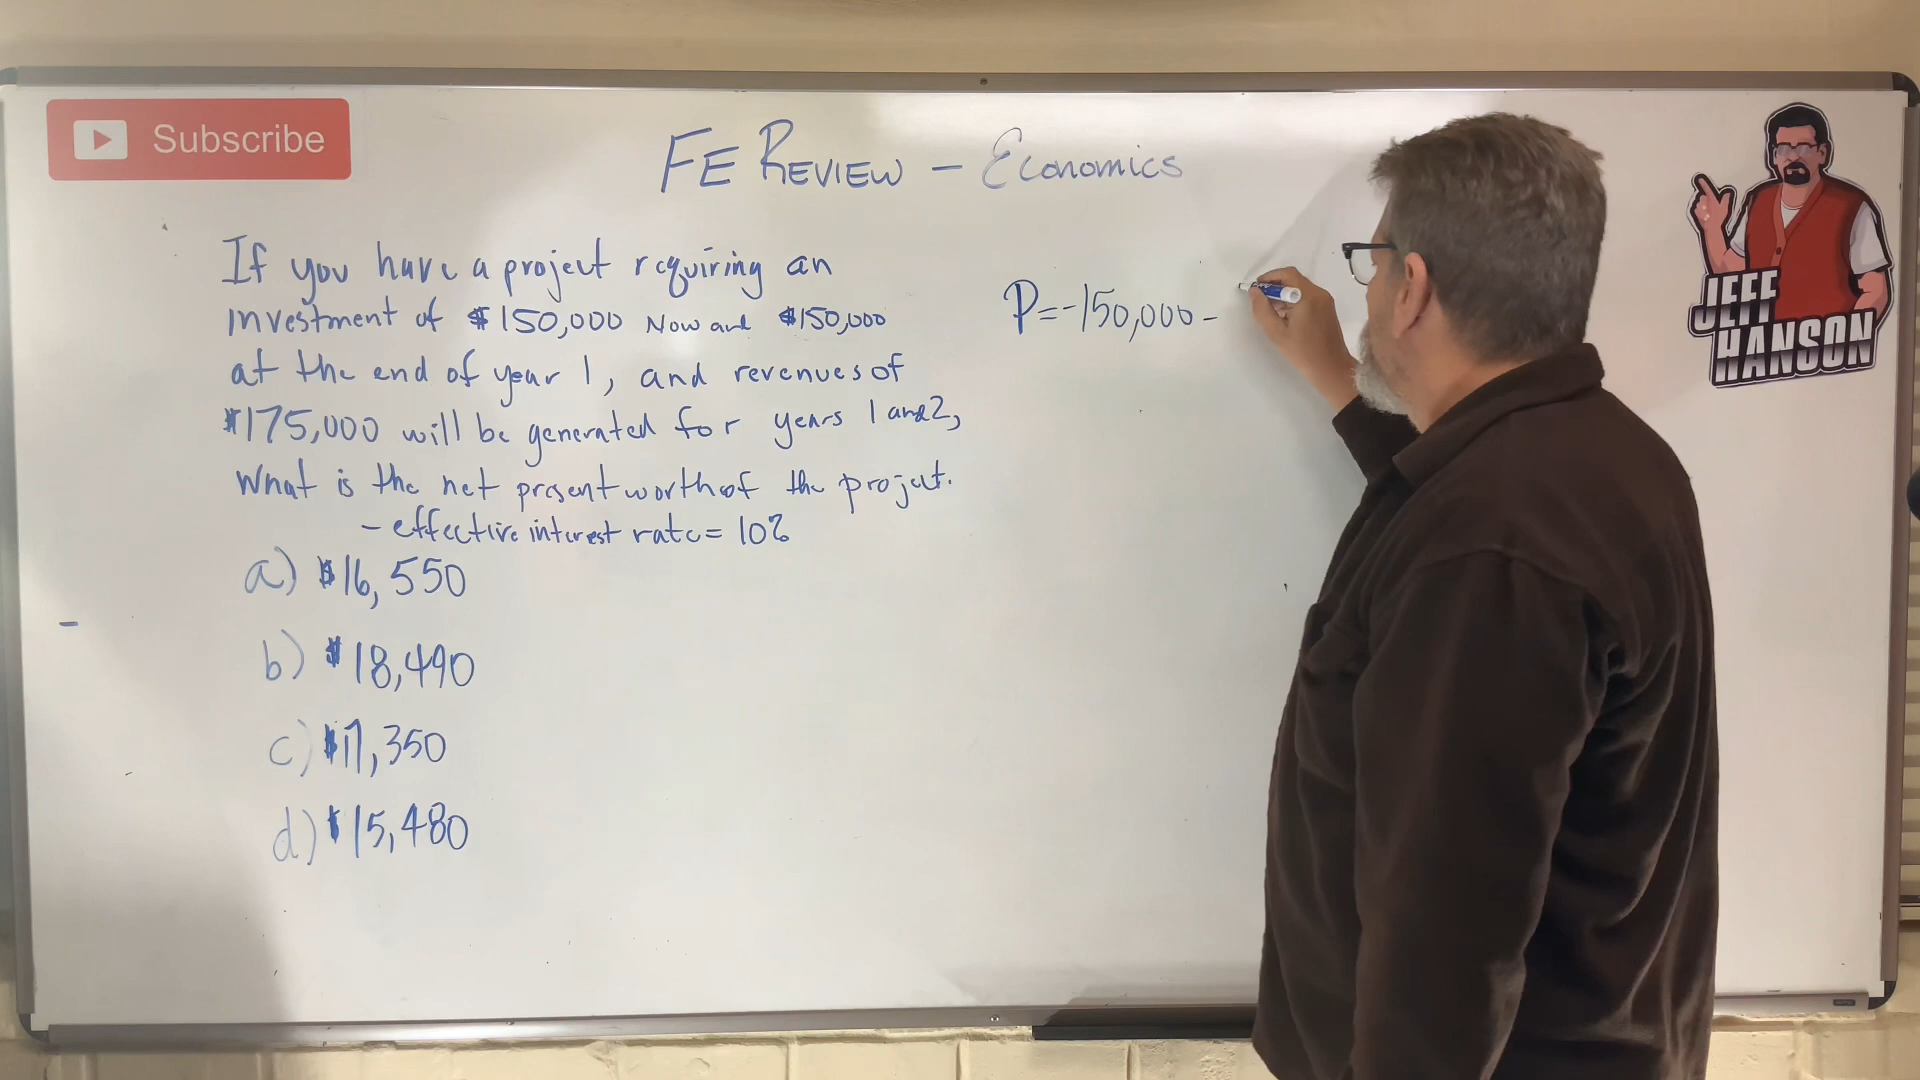 Subscribe
FE REVIEW - Economics
If you have a project requiring an
investment of $150,000 Now and $150,000
at the end of year 1, and revenues of
$175,000 will be generated for years 1 and 2,
What is the net present worth of the project.
- effective interest rate = 10%
a) $16,550
b) $18,490
c) $17,350
d) $15,480
P=-150,000 -
JEFF
HANSON